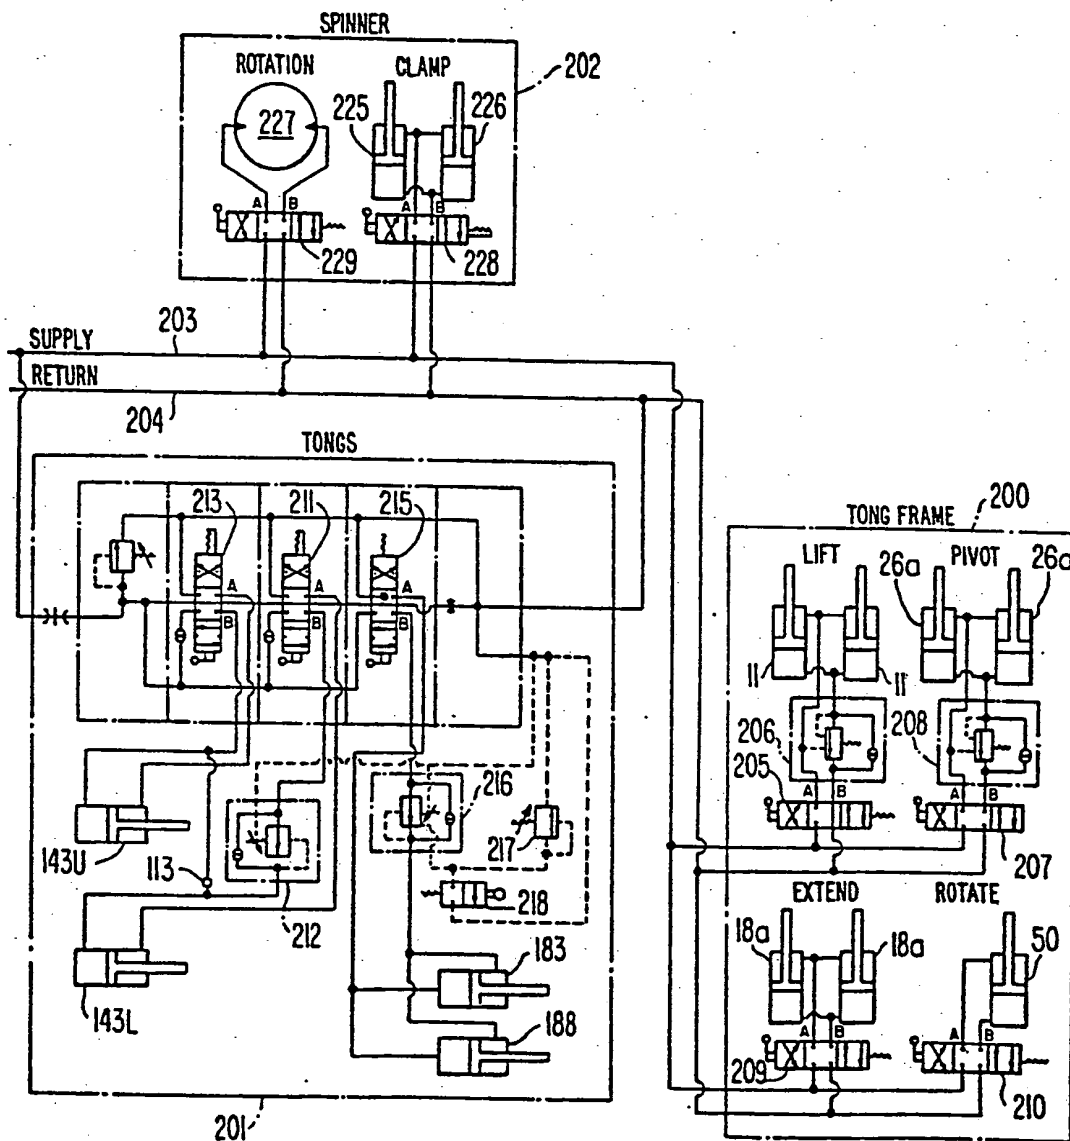 SPINNER
202
ROTATION
CLAMP
227
225
226
A B
A B
229
228
203
SUPPLY
RETURN
204
TONGS
213
211
215
A
A
A
B
B
B
200
TONG FRAME
LIFT
PIVOT
26a
26a
11
11
206
208
205
A B
A B
207
216
217
143U
113
212
218
EXTEND
ROTATE
18a
18a
50
183
143L
188
A B
A B
209
210
201